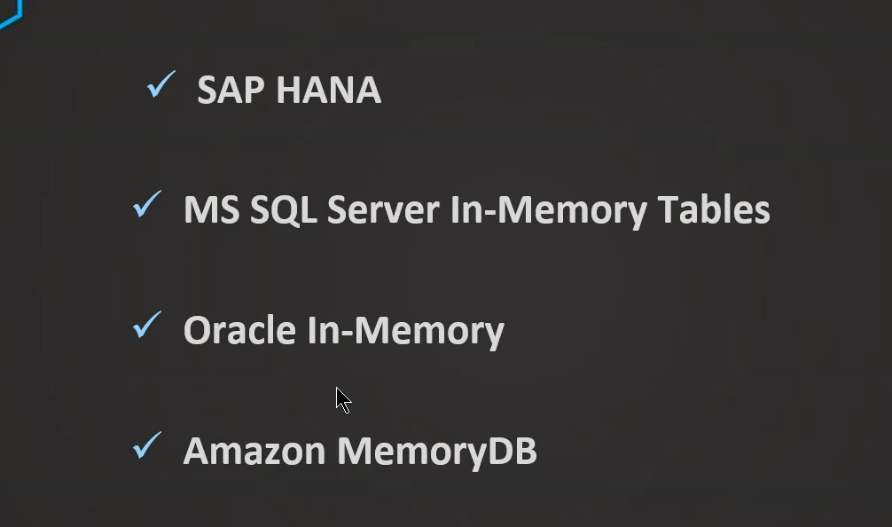 SAP HANA
MS SQL Server In-Memory Tables
Oracle In-Memory
Amazon MemoryDB